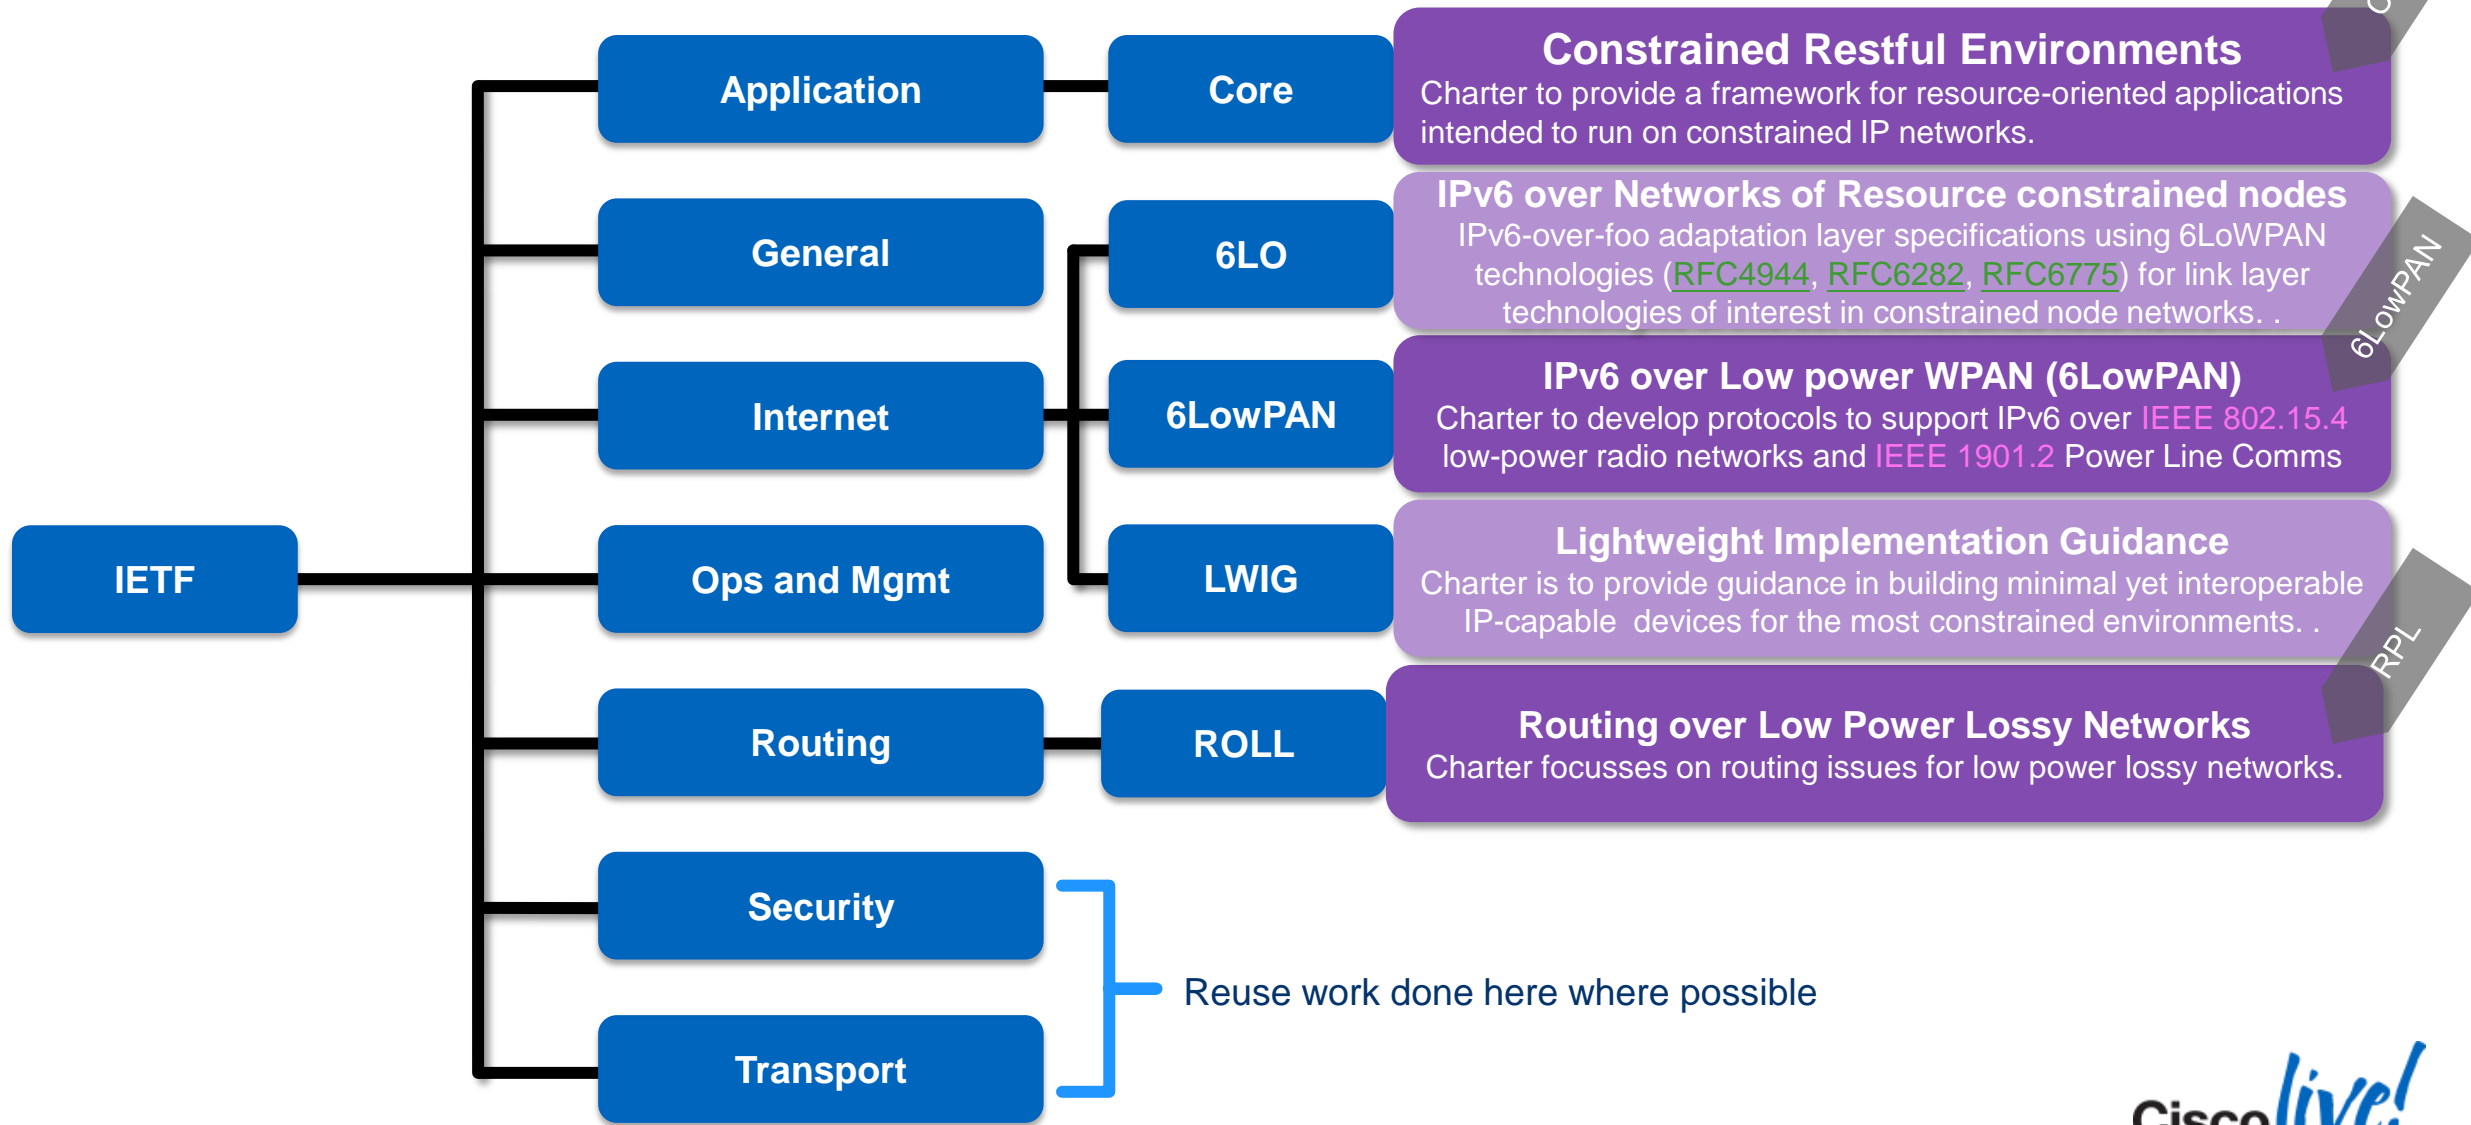 Application
Core
Constrained Restful Environments
Charter to provide a framework for resource-oriented applications
intended to run on constrained IP networks.
General
6LO
IPv6 over Networks of Resource constrained nodes
IPv6-over-foo adaptation layer specifications using 6LoWPAN
technologies (RFC4944, RFC6282, RFC6775) for link layer
technologies of interest in constrained node networks. .
6LowPAN
Internet
6LowPAN
IPv6 over Low power WPAN (6LowPAN)
Charter to develop protocols to support IPv6 over IEEE 802.15.4
low-power radio networks and IEEE 1901.2 Power Line Comms
IETF
Ops and Mgmt
LWIG
Lightweight Implementation Guidance
Charter is to provide guidance in building minimal yet interoperable
IP-capable devices for the most constrained environments. .
RPL
Routing
ROLL
Routing over Low Power Lossy Networks
Charter focusses on routing issues for low power lossy networks.
Security
Reuse work done here where possible
Transport
Cisco live!